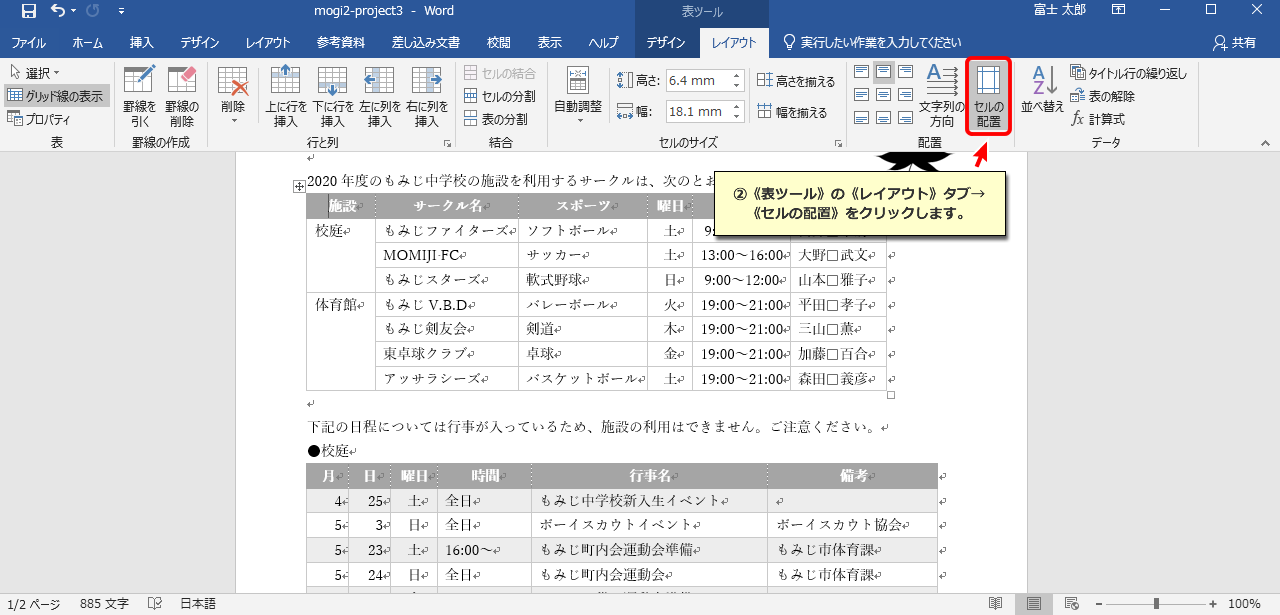 mogi2-project3 - Word
表ツール
富士 太郎
ファイル ホーム 挿入 デザイン レイアウト 参考資料 差し込み文書 校閲 表示 ヘルプ デザイン レイアウト 実行したい作業を入力してください 共有
選択
グリッド線の表示
プロパティ
表
罫線を引く
罫線の削除
罫線の作成
削除
上に行を挿入
下に行を挿入
左に列を挿入
右に列を挿入
行と列
セルの結合
セルの分割
表の分割
結合
自動調整
高さ: 6.4 mm
幅: 18.1 mm
高さを揃える
幅を揃える
セルのサイズ
文字列の方向
セルの配置
配置
並べ替え
タイトル行の繰り返し
表の解除
fx 計算式
データ
2020 年度のもみじ中学校の施設を利用するサークルは、次のとお
②《表ツール》の《レイアウト》タブ→
《セルの配置》をクリックします。
施設 サークル名 スポーツ 曜日
校庭 もみじファイターズ ソフトボール 土
MOMIJI・FC サッカー 土 13:00～16:00 大野□武文
もみじスターズ 軟式野球 日 9:00～12:00 山本□雅子
体育館 もみじ V.B.D バレーボール 火 19:00～21:00 平田□孝子
もみじ剣友会 剣道 木 19:00～21:00 三山□薫
東卓球クラブ 卓球 金 19:00～21:00 加藤□百合
アッサラシーズ バスケットボール 土 19:00～21:00 森田□義彦
下記の日程については行事が入っているため、施設の利用はできません。ご注意ください。
●校庭
月 日 曜日 時間 行事名 備考
4 25 土 全日 もみじ中学校新入生イベント
5 3 日 全日 ボーイスカウトイベント ボーイスカウト協会
5 23 土 16:00～ もみじ町内会運動会準備 もみじ市体育課
5 24 日 全日 もみじ町内会運動会 もみじ市体育課
1/2 ページ 885 文字 日本語 100%